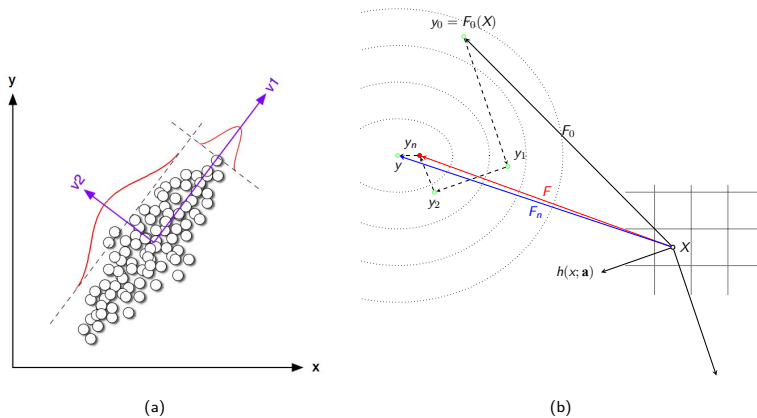 y
v1
v2
x
(a)
y₀ = F₀(X)
F₀
yₙ
y₁
y
y₂
F
Fₙ
X
h(x; a)
(b)